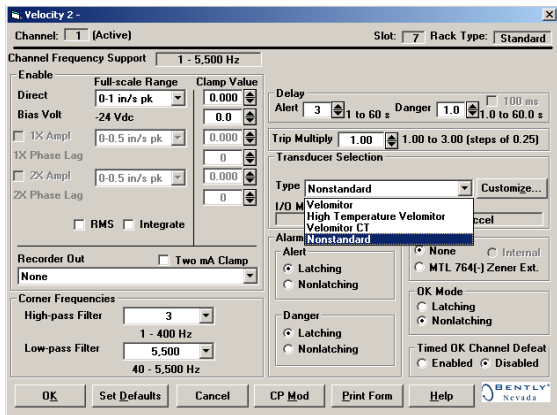 Velocity 2 -
Channel: 1 (Active) Slot: 7 Rack Type: Standard
Channel Frequency Support 1 - 5,500 Hz
Enable
Full-scale Range Clamp Value
Direct 0-1 in/s pk 0.000
Bias Volt -24 Vdc 0.0
1X Ampl 0-0.5 in/s pk 0.000
1X Phase Lag 0
2X Ampl 0-0.5 in/s pk 0.000
2X Phase Lag 0
RMS Integrate
Recorder Out Two mA Clamp
None
Corner Frequencies
High-pass Filter 3
1 - 400 Hz
Low-pass Filter 5,500
40 - 5,500 Hz
Delay
Alert 3 1 to 60 s Danger 1.0 100 ms
1.0 to 60.0 s
Trip Multiply 1.00 1.00 to 3.00 (steps of 0.25)
Transducer Selection
Type Nonstandard Customize...
Velomitor
High Temperature Velomitor
Velomitor CT
Nonstandard
I/O M
ccel
Alarm
Alert
Latching
Nonlatching
Danger
Latching
Nonlatching
None Internal
MTL 764(-) Zener Ext.
OK Mode
Latching
Nonlatching
Timed OK Channel Defeat
Enabled Disabled
OK Set Defaults Cancel CP Mod Print Form Help BENTLY Nevada